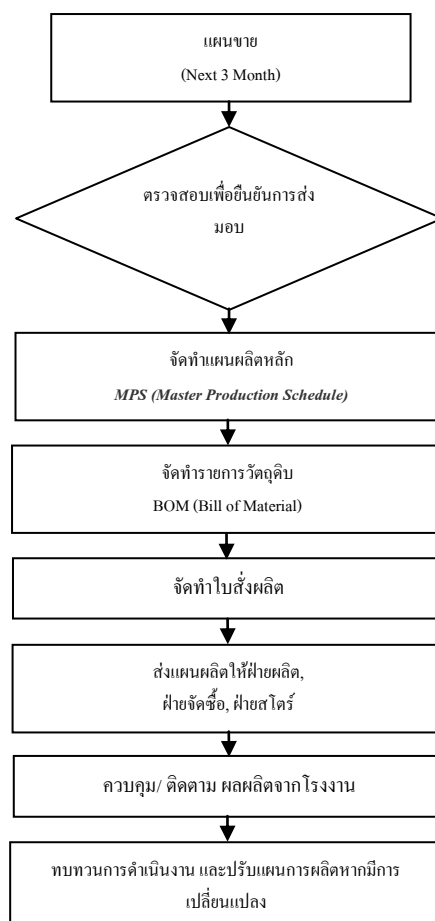 แผนขาย
(Next 3 Month)
ตรวจสอบเพื่อยืนยันการส่ง
มอบ
จัดทำแผนผลิตหลัก
MPS (Master Production Schedule)
จัดทำรายการวัตถุดิบ
BOM (Bill of Material)
จัดทำใบสั่งผลิต
ส่งแผนผลิตให้ฝ่ายผลิต,
ฝ่ายจัดซื้อ, ฝ่ายสโตร์
ควบคุม/ ติดตาม ผลผลิตจากโรงงาน
ทบทวนการดำเนินงาน และปรับแผนการผลิตหากมีการ
เปลี่ยนแปลง